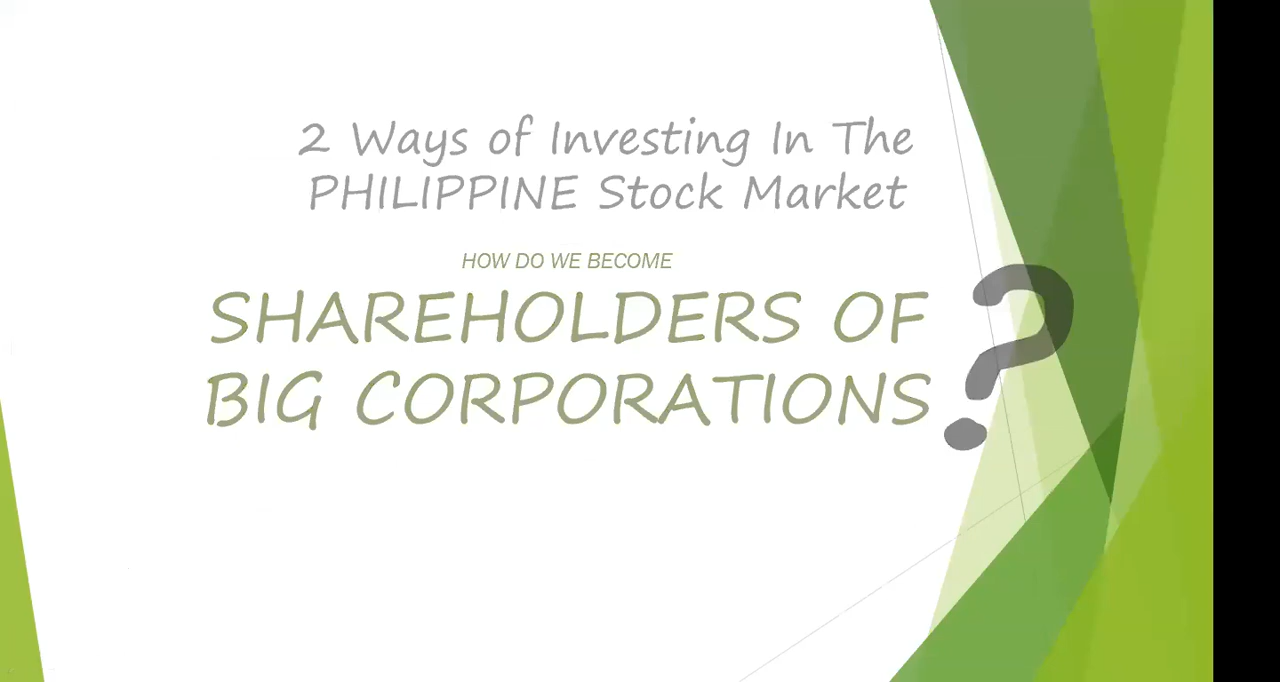 2 Ways of Investing In The
PHILIPPINE Stock Market
HOW DO WE BECOME
SHAREHOLDERS OF
BIG CORPORATIONS?